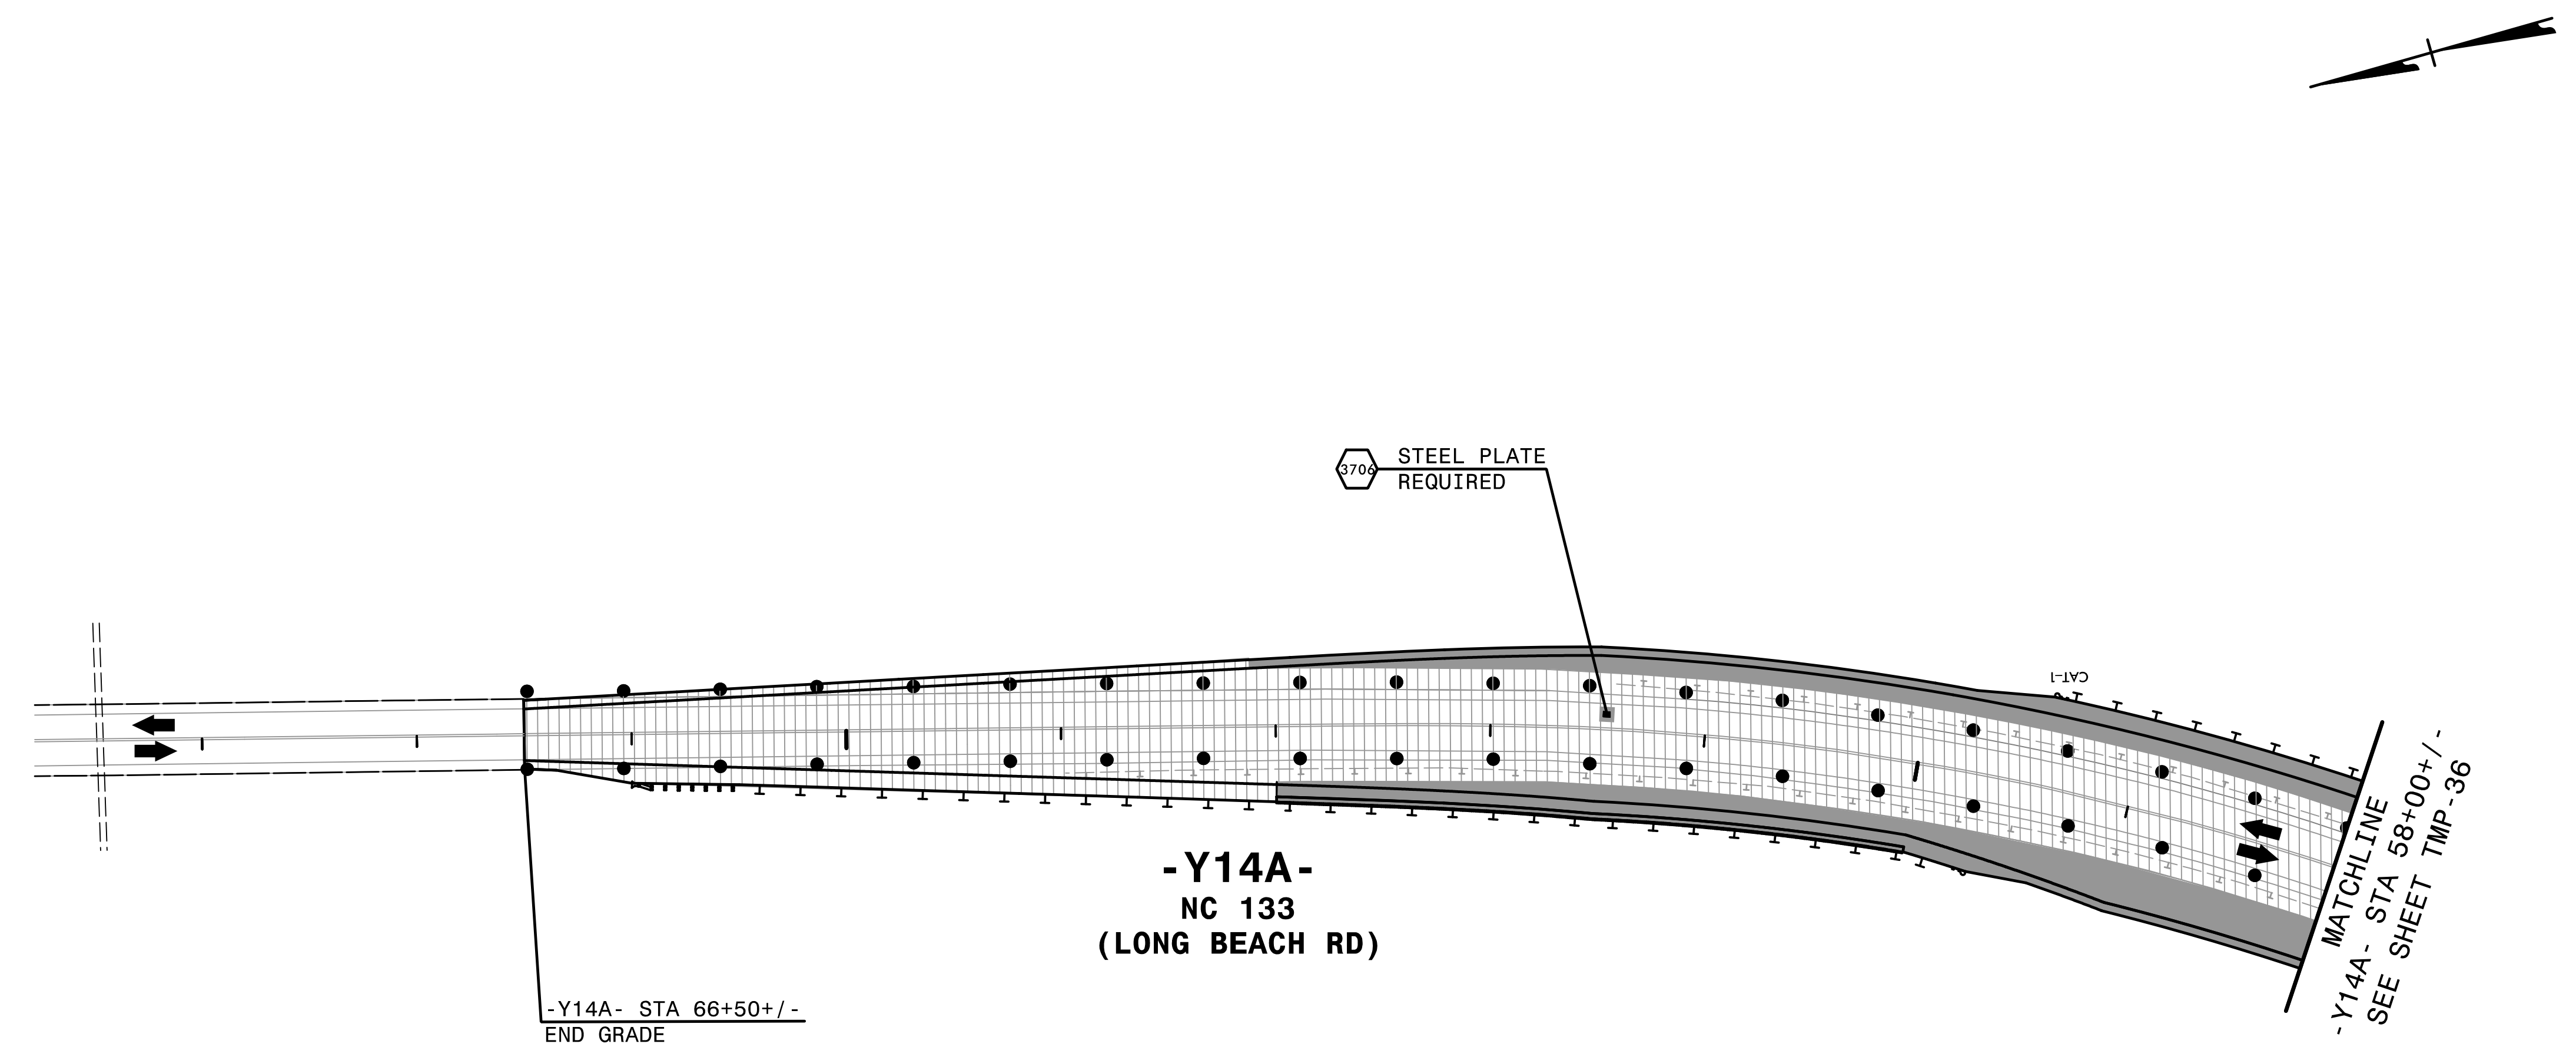 3706
STEEL PLATE
REQUIRED
CAT-1
MATCHLINE
-Y14A- STA 58+00+/-
SEE SHEET TMP-36
-Y14A-
NC 133
(LONG BEACH RD)
-Y14A- STA 66+50+/-
END GRADE